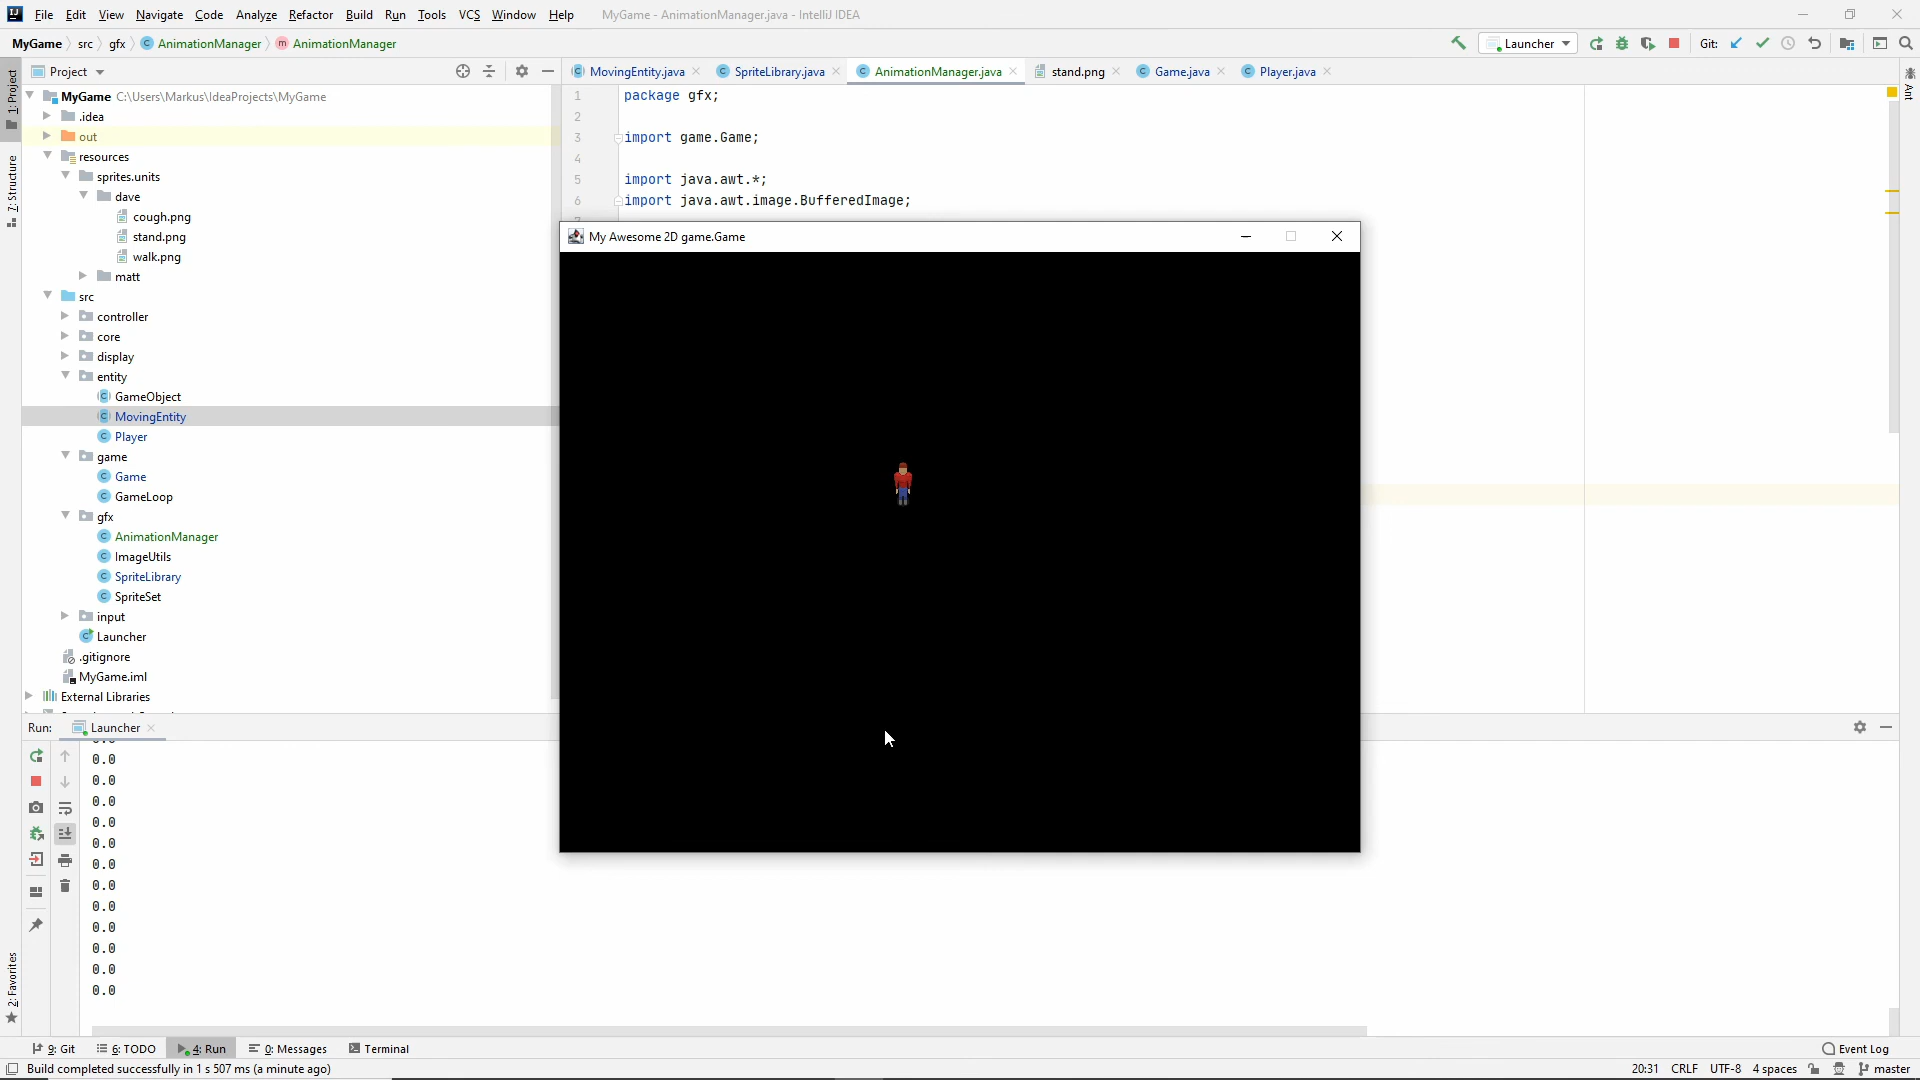 File Edit View Navigate Code Analyze Refactor Build Run Tools VCS Window Help MyGame - AnimationManager.java - IntelliJ IDEA
MyGame src gfx AnimationManager AnimationManager Launcher Git:
Project MovingEntity.java SpriteLibrary.java AnimationManager.java stand.png Game.java Player.java
1: Project
7: Structure
2: Favorites
Ant
MyGame C:\Users\Markus\IdeaProjects\MyGame
.idea
out
resources
sprites.units
dave
cough.png
stand.png
walk.png
matt
src
controller
core
display
entity
GameObject
MovingEntity
Player
game
Game
GameLoop
gfx
AnimationManager
ImageUtils
SpriteLibrary
SpriteSet
input
Launcher
.gitignore
MyGame.iml
External Libraries
1 package gfx;
2
3 import game.Game;
4
5 import java.awt.*;
6 import java.awt.image.BufferedImage;
My Awesome 2D game.Game
Run: Launcher
0.0
0.0
0.0
0.0
0.0
0.0
0.0
0.0
0.0
0.0
0.0
0.0
9: Git 6: TODO 4: Run 0: Messages Terminal Event Log
Build completed successfully in 1 s 507 ms (a minute ago) 20:31 CRLF UTF-8 4 spaces master